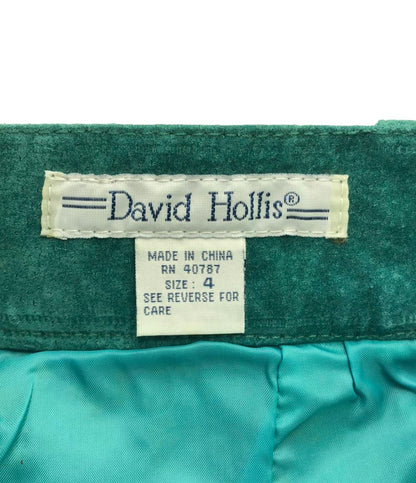 David Hollis®
MADE IN CHINA
RN 40787
SIZE: 4
SEE REVERSE FOR
CARE